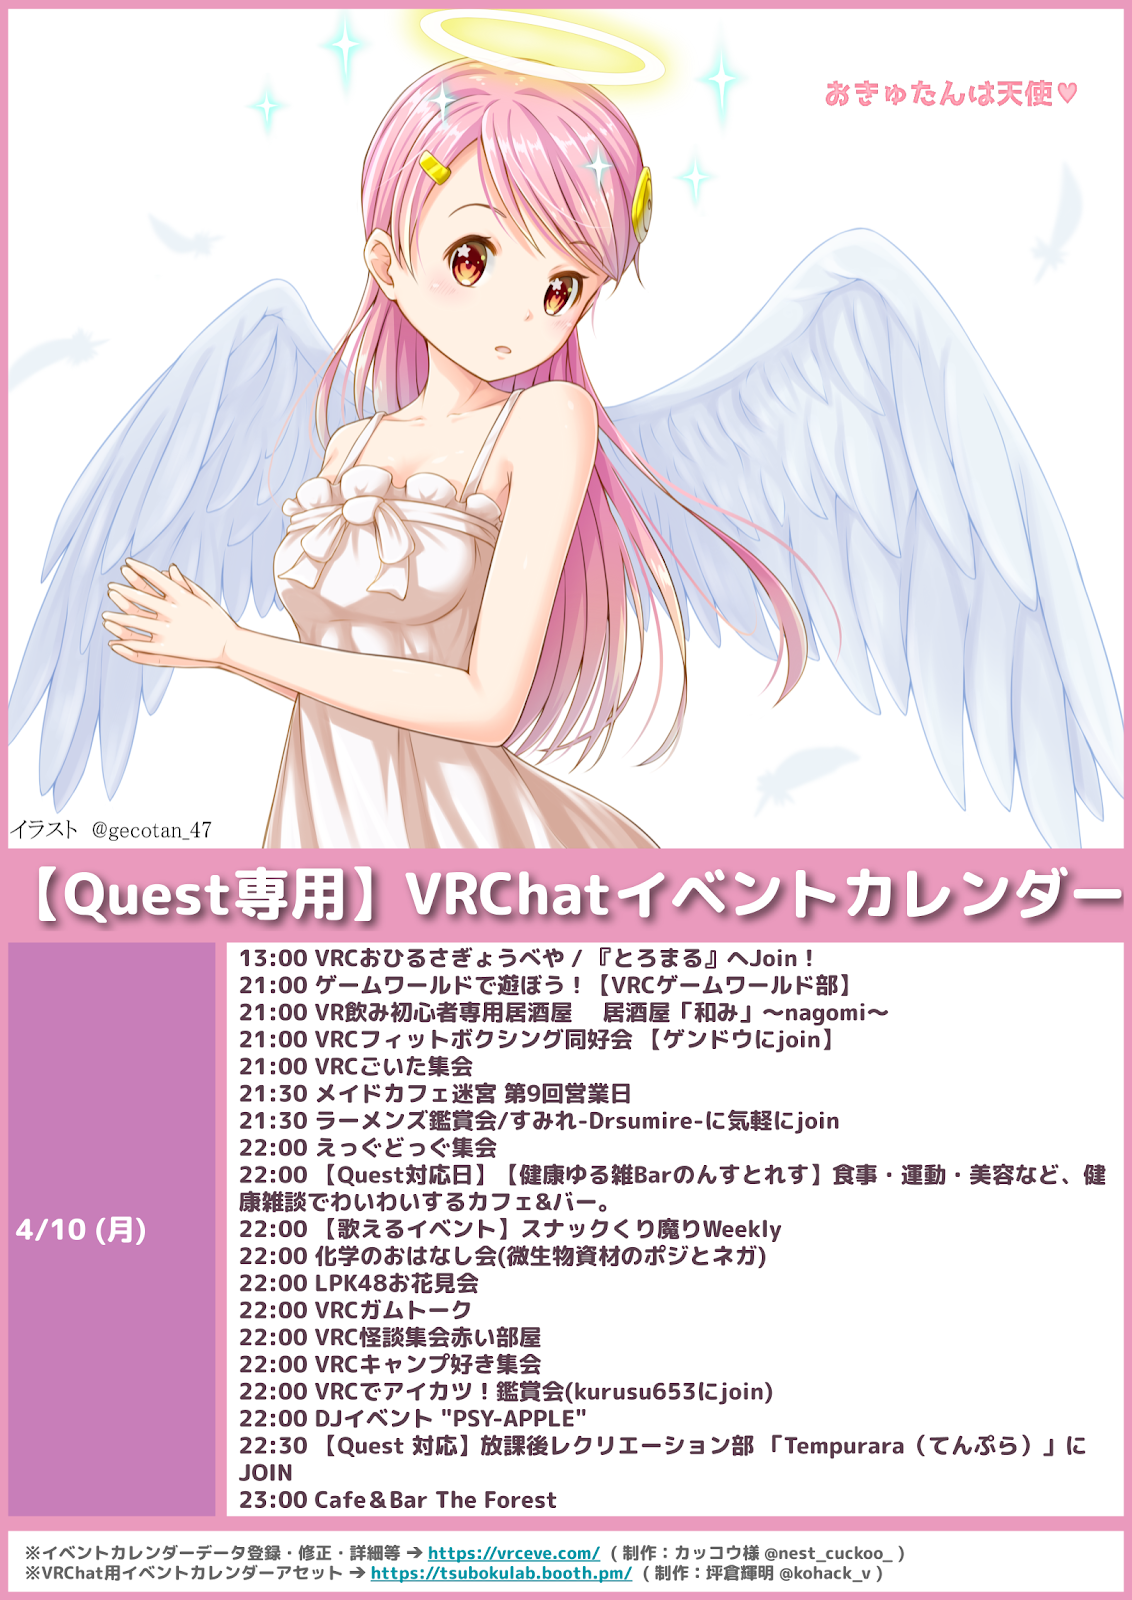 おきゅたんは天使♡
イラスト @gecotan_47
【Quest専用】VRChatイベントカレンダー
4/10 (月)
13:00 VRCおひるさぎょうべや / 『とろまる』へJoin！
21:00 ゲームワールドで遊ぼう！【VRCゲームワールド部】
21:00 VR飲み初心者専用居酒屋　居酒屋「和み」～nagomi～
21:00 VRCフィットボクシング同好会 【ゲンドウにjoin】
21:00 VRCごいた集会
21:30 メイドカフェ迷宮 第9回営業日
21:30 ラーメンズ鑑賞会/すみれ-Drsumire-に気軽にjoin
22:00 えっぐどっぐ集会
22:00 【Quest対応日】【健康ゆる雑Barのんすとれす】食事・運動・美容など、健
康雑談でわいわいするカフェ&バー。
22:00 【歌えるイベント】スナックくり魔りWeekly
22:00 化学のおはなし会(微生物資材のポジとネガ)
22:00 LPK48お花見会
22:00 VRCガムトーク
22:00 VRC怪談集会赤い部屋
22:00 VRCキャンプ好き集会
22:00 VRCでアイカツ！鑑賞会(kurusu653にjoin)
22:00 DJイベント "PSY-APPLE"
22:30 【Quest 対応】放課後レクリエーション部 「Tempurara（てんぷら）」に
JOIN
23:00 Cafe＆Bar The Forest
※イベントカレンダーデータ登録・修正・詳細等 ➔ https://vrceve.com/ （ 制作：カッコウ様 @nest_cuckoo_ ）
※VRChat用イベントカレンダーアセット ➔ https://tsubokulab.booth.pm/ （ 制作：坪倉輝明 @kohack_v ）